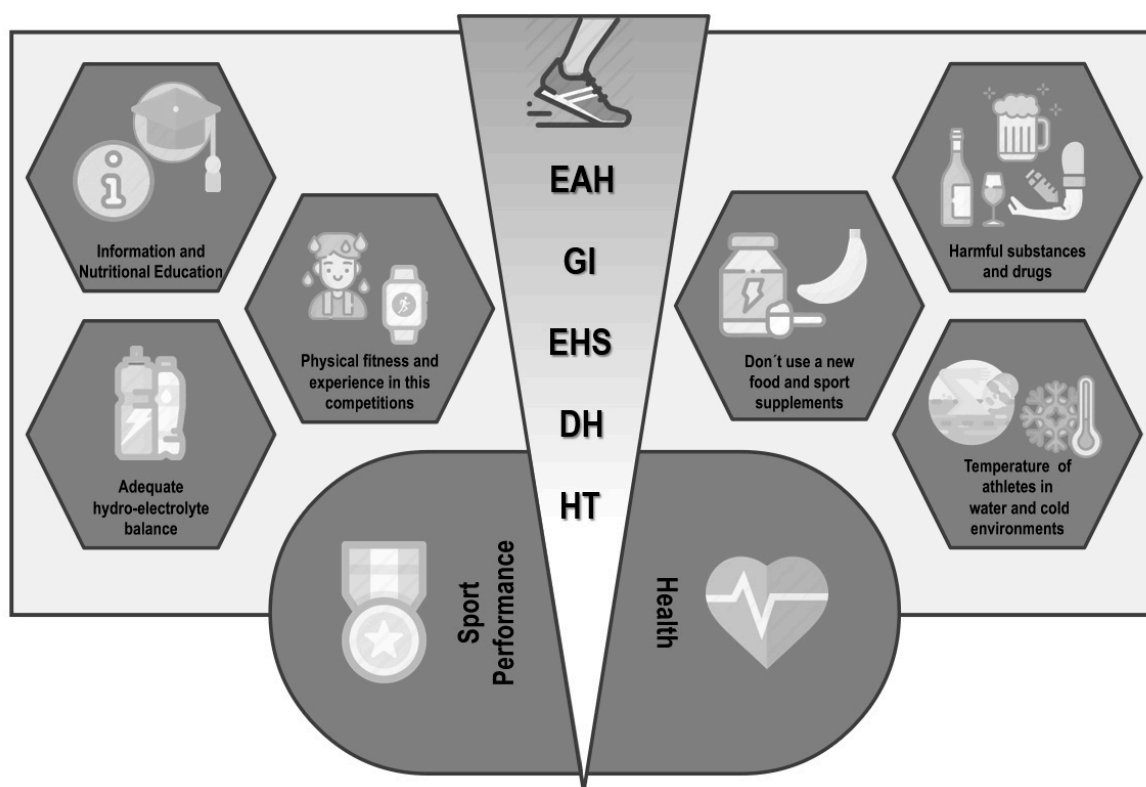 Information and
Nutritional Education
Physical fitness and
experience in this
competitions
Adequate
hydro-electrolyte
balance
EAH
GI
EHS
DH
HT
Harmful substances
and drugs
Don´t use a new
food and sport
supplements
Temperature of
athletes in
water and cold
environments
Sport
Performance
Health